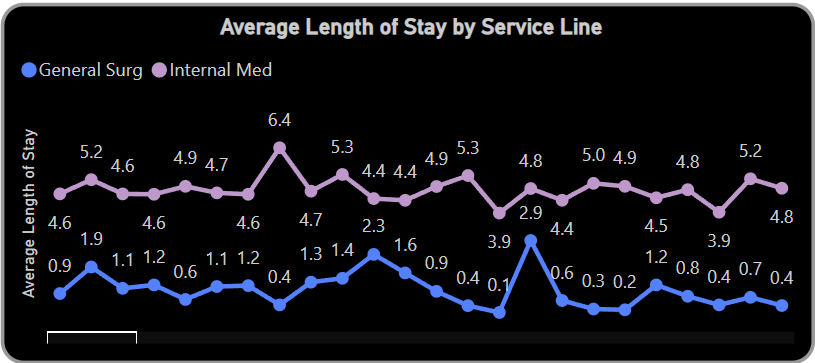 Average Length of Stay by Service Line
General Surg Internal Med
Average Length of Stay
6.4
5.2 4.6 4.9 4.7 5.3 4.4 4.4 4.9 5.3 4.8 5.0 4.9 4.8 5.2
4.6 4.6 4.6 4.7 3.9 4.4 4.5 3.9 4.8
0.9 1.9 1.1 1.2 0.6 1.1 1.2 0.4 1.3 1.4 2.3 1.6 0.9 0.4 0.1 2.9 0.6 0.3 0.2 1.2 0.8 0.4 0.7 0.4